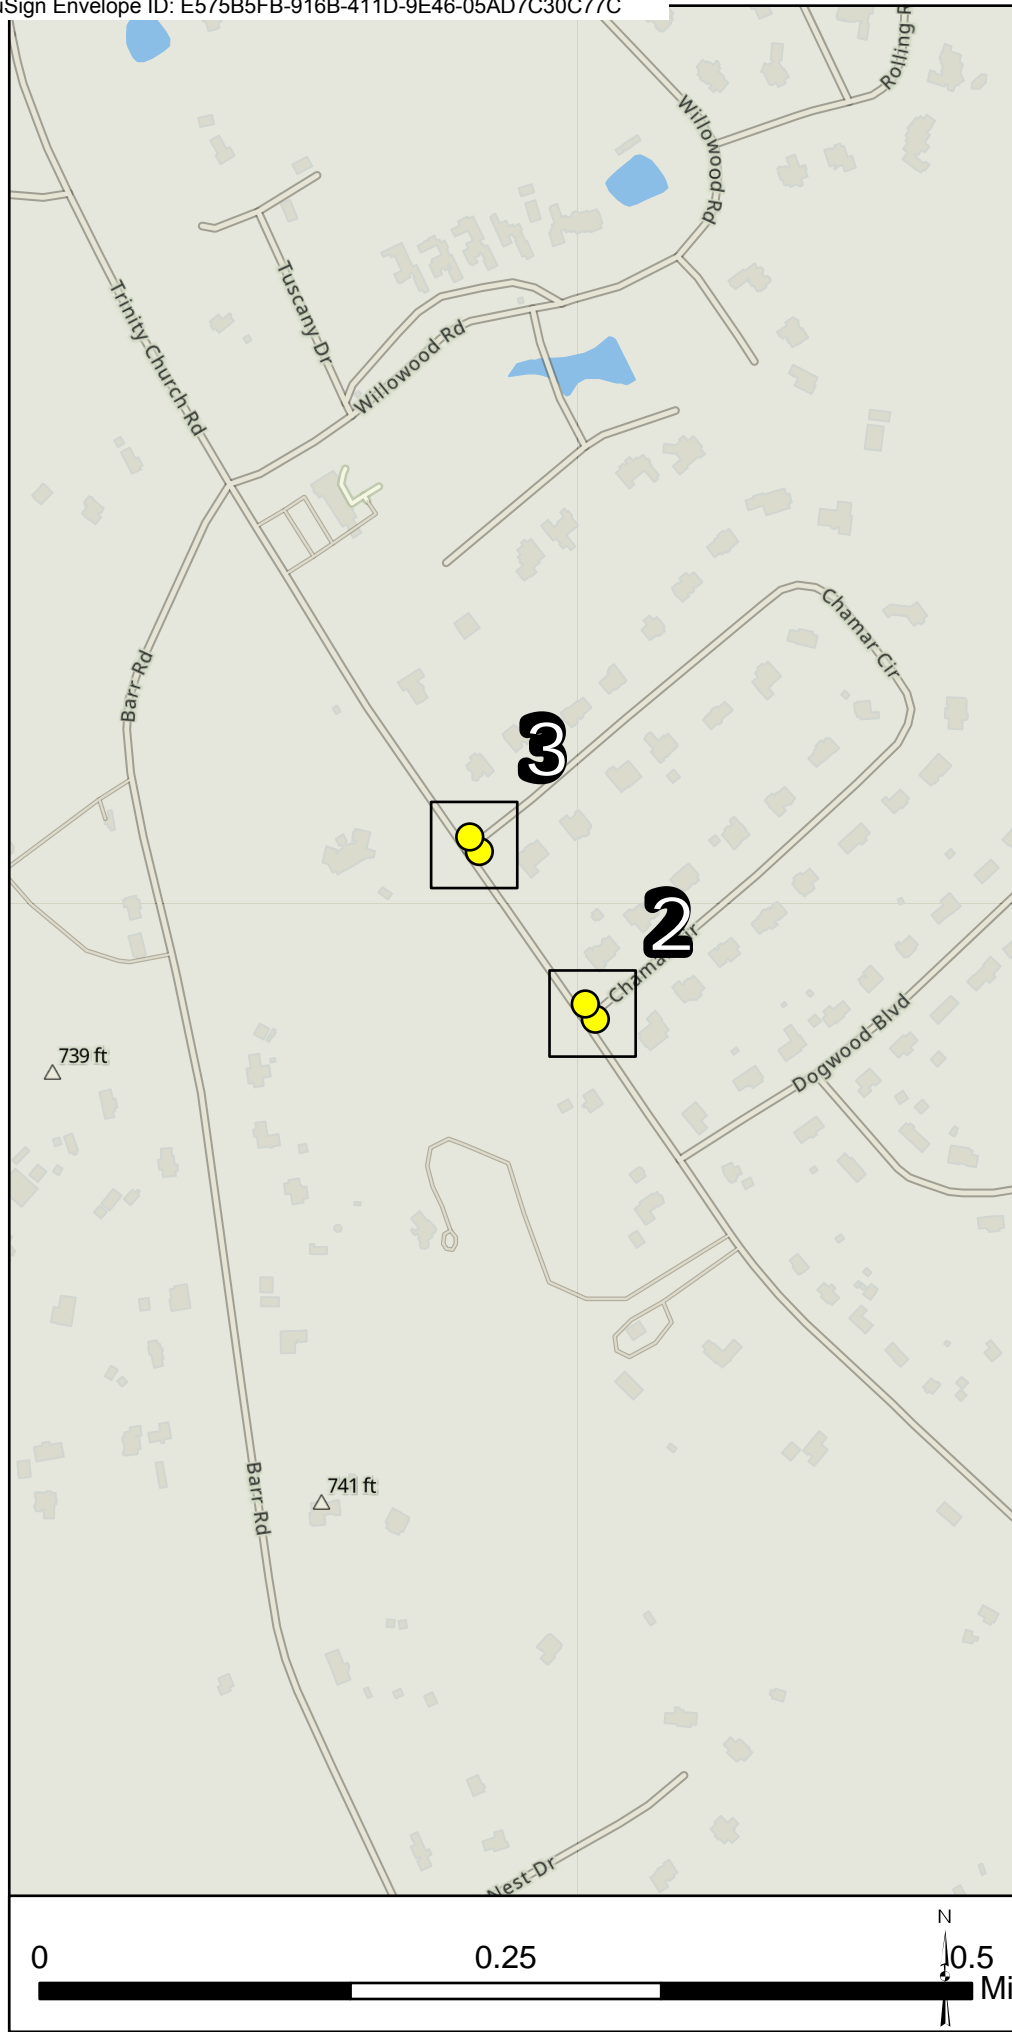 uSign Envelope ID: E575B5FB-916B-411D-9E46-05AD7C30C77C
Rolling R
Willowood Rd
Tuscany Dr
Trinity Church Rd
Willowood Rd
Chamar Cir
Barr Rd
3
2
Chamar Cir
Dogwood Blvd
739 ft
741 ft
Barr Rd
Nest Dr
N
0 0.25 0.5
Mi